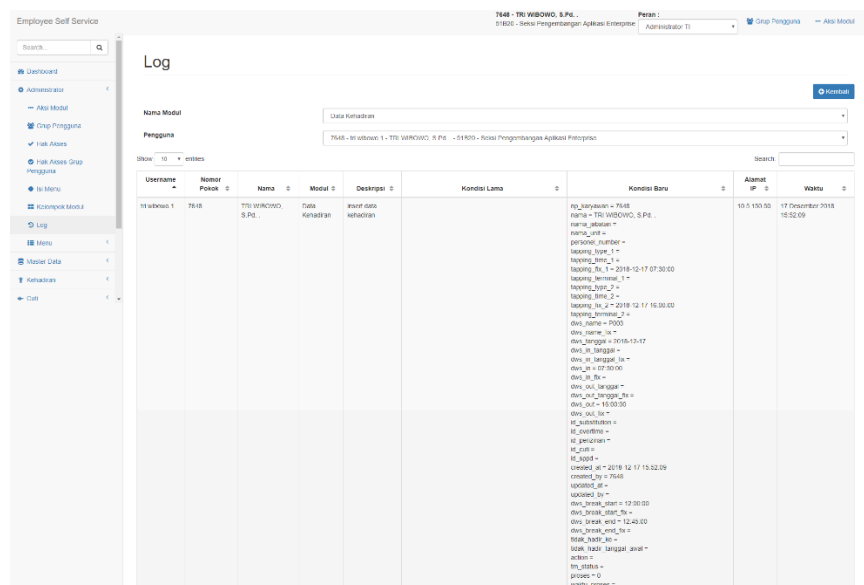 Employee Self Service
7648 - TRI WIBOWO, S.Pd. .
51B20 - Seksi Pengembangan Aplikasi Enterprise
Peran :
Administrator TI
Grup Pengguna
Aksi Modul
Search...
Dashboard
Administrator
Aksi Modul
Grup Pengguna
Hak Akses
Hak Akses Grup
Pengguna
Isi Menu
Kelompok Modul
Log
Menu
Master Data
Kehadiran
Cuti
Log
Kembali
Nama Modul
Data Kehadiran
Pengguna
7648 - tri.wibowo.1 - TRI WIBOWO, S.Pd. . - 51B20 - Seksi Pengembangan Aplikasi Enterprise
Show 10 entries
Search:
Username
Nomor Pokok
Nama
Modul
Deskripsi
Kondisi Lama
Kondisi Baru
Alamat IP
Waktu
tri.wibowo.1
7648
TRI WIBOWO,
S.Pd. .
Data
Kehadiran
insert data
kehadiran
np_karyawan = 7648
nama = TRI WIBOWO, S.Pd. .
nama_jabatan =
nama_unit =
personel_number =
tapping_type_1 =
tapping_time_1 =
tapping_fix_1 = 2018-12-17 07:30:00
tapping_terminal_1 =
tapping_type_2 =
tapping_time_2 =
tapping_fix_2 = 2018-12-17 16:00:00
tapping_terminal_2 =
dws_name = P003
dws_name_fix =
dws_tanggal = 2018-12-17
dws_in_tanggal =
dws_in_tanggal_fix =
dws_in = 07:30:00
dws_in_fix =
dws_out_tanggal =
dws_out_tanggal_fix =
dws_out = 16:00:00
dws_out_fix =
id_substitution =
id_overtime =
id_perizinan =
id_cuti =
id_sppd =
created_at = 2018-12-17 15:52:09
created_by = 7648
updated_at =
updated_by =
dws_break_start = 12:00:00
dws_break_start_fix =
dws_break_end = 12:45:00
dws_break_end_fix =
tidak_hadir_ke =
tidak_hadir_tanggal_awal =
action =
tm_status =
proses = 0
waktu_proses =
10.5.150.50
17 Desember 2018
15:52:09